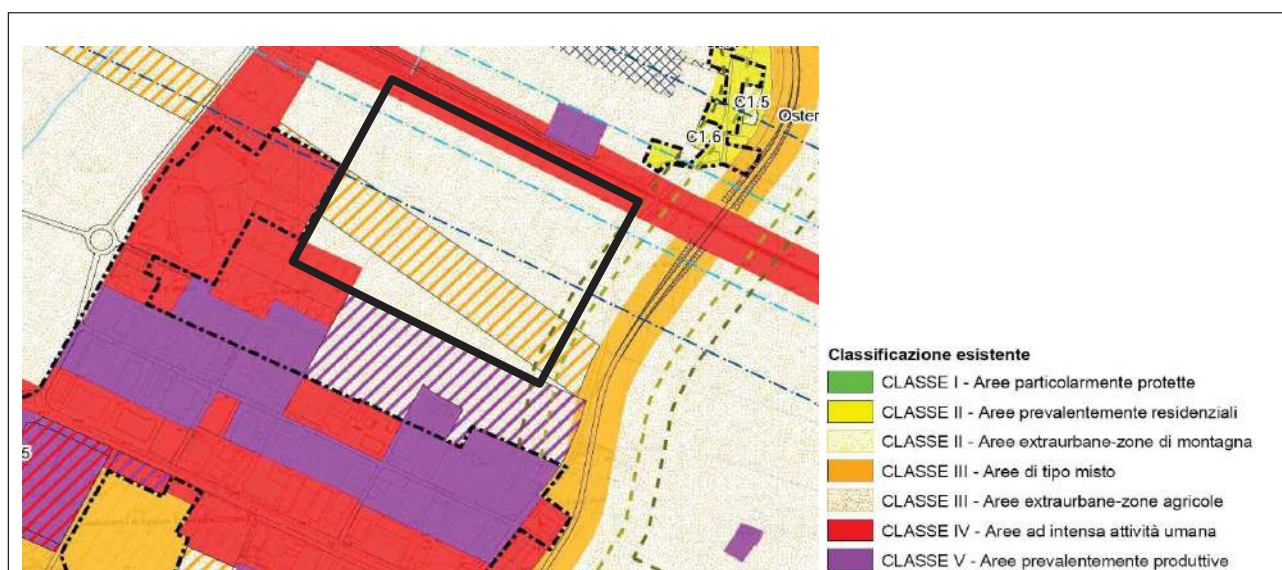 C1.5
Oster
C1.6
5
Classificazione esistente
CLASSE I - Aree particolarmente protette
CLASSE II - Aree prevalentemente residenziali
CLASSE II - Aree extraurbane-zone di montagna
CLASSE III - Aree di tipo misto
CLASSE III - Aree extraurbane-zone agricole
CLASSE IV - Aree ad intensa attività umana
CLASSE V - Aree prevalentemente produttive